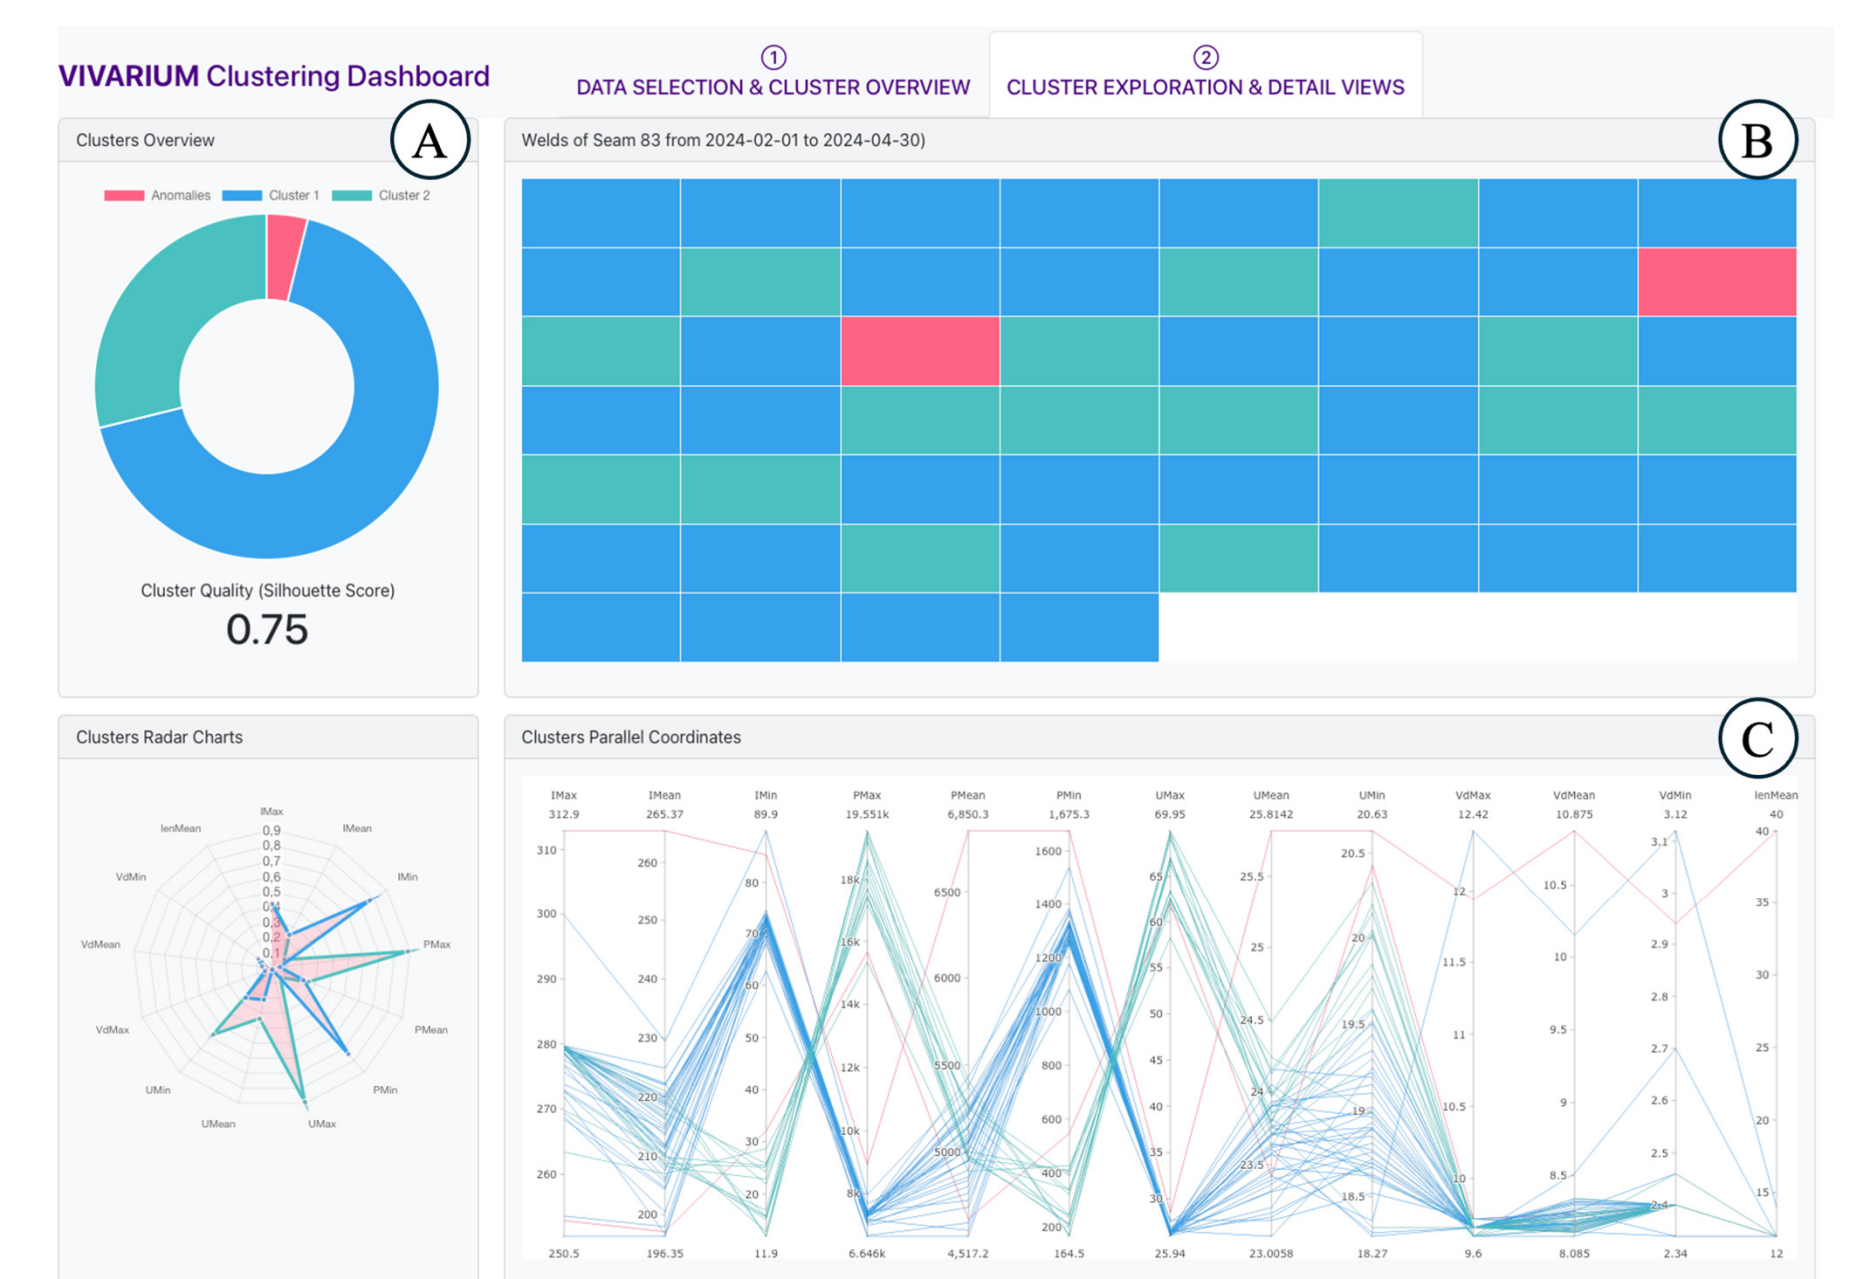 VIVARIUM Clustering Dashboard
①
DATA SELECTION & CLUSTER OVERVIEW
②
CLUSTER EXPLORATION & DETAIL VIEWS
Clusters Overview
A
Anomalies Cluster 1 Cluster 2
Cluster Quality (Silhouette Score)
0.75
Welds of Seam 83 from 2024-02-01 to 2024-04-30)
B
Clusters Radar Charts
IMax
IMean
IMin
PMax
PMean
PMin
UMax
UMean
UMin
VdMax
VdMean
VdMin
lenMean
0,9
0,8
0,7
0,6
0,5
0,4
0,3
0,2
0,1
Clusters Parallel Coordinates
C
IMax IMean IMin PMax PMean PMin UMax UMean UMin VdMax VdMean VdMin lenMean
312.9 265.37 89.9 19.551k 6,850.3 1,675.3 69.95 25.8142 20.63 12.42 10.875 3.12 40
310 300 290 280 270 260
260 250 240 230 220 210 200
80 70 60 50 40 30 20
18k 16k 14k 12k 10k 8k
6500 6000 5500 5000
1600 1400 1200 1000 800 600 400 200
65 60 55 50 45 40 35 30
25.5 25 24.5 24 23.5
20.5 20 19.5 19 18.5
12 11.5 11 10.5 10
10.5 10 9.5 9 8.5
3.1 3 2.9 2.8 2.7 2.6 2.5 2.4
40 35 30 25 20 15
250.5 196.35 11.9 6.646k 4,517.2 164.5 25.94 23.0058 18.27 9.6 8.085 2.34 12